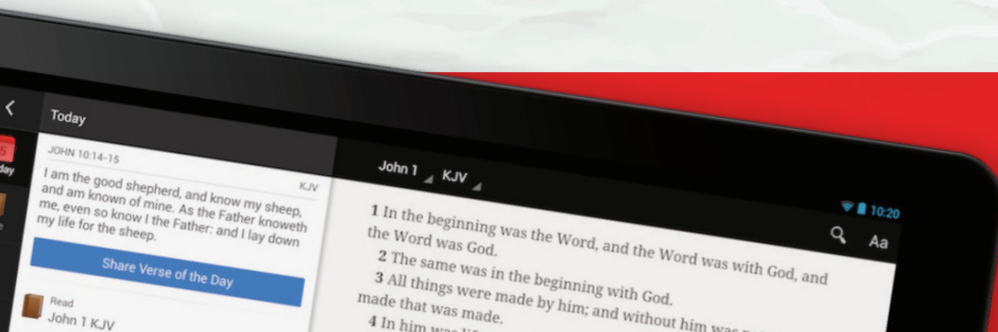 Today
5
day
JOHN 10:14-15
KJV
I am the good shepherd, and know my sheep,
and am known of mine. As the Father knoweth
me, even so know I the Father: and I lay down
my life for the sheep.
Share Verse of the Day
Read
John 1 KJV
John 1
KJV
10:20
Aa
1 In the beginning was the Word, and the Word was with God, and
the Word was God.
2 The same was in the beginning with God.
3 All things were made by him; and without him was
made that was made.
4 In him was